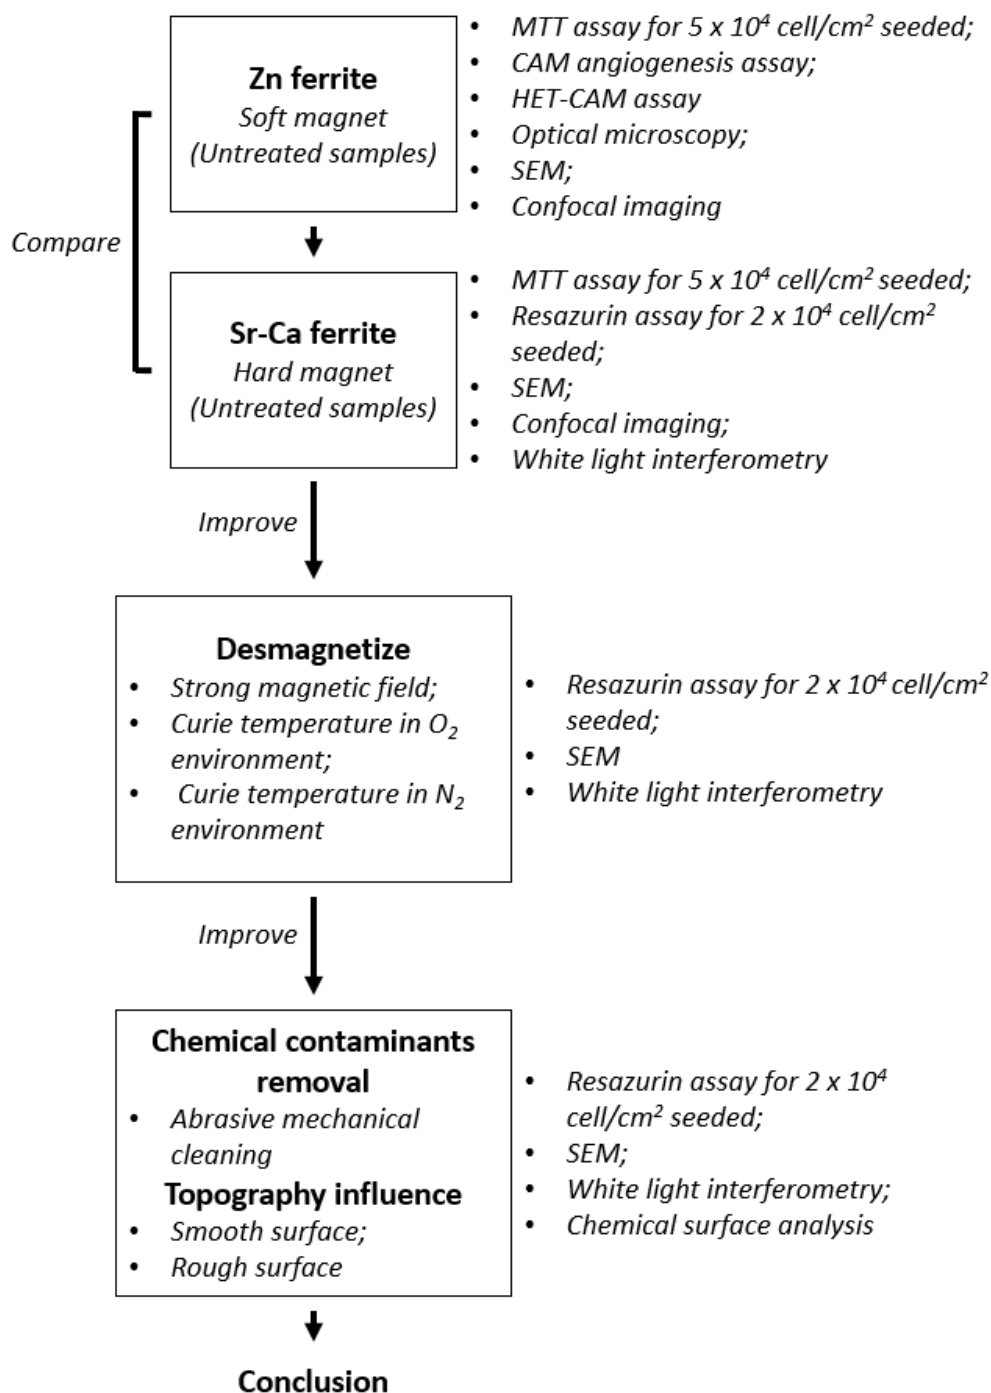 Zn ferrite
Soft magnet
(Untreated samples)
• MTT assay for 5 x 10⁴ cell/cm² seeded;
• CAM angiogenesis assay;
• HET-CAM assay
• Optical microscopy;
• SEM;
• Confocal imaging
Compare
Sr-Ca ferrite
Hard magnet
(Untreated samples)
• MTT assay for 5 x 10⁴ cell/cm² seeded;
• Resazurin assay for 2 x 10⁴ cell/cm²
seeded;
• SEM;
• Confocal imaging;
• White light interferometry
Improve
Desmagnetize
• Strong magnetic field;
• Curie temperature in O₂
environment;
• Curie temperature in N₂
environment
• Resazurin assay for 2 x 10⁴ cell/cm²
seeded;
• SEM
• White light interferometry
Improve
Chemical contaminants
removal
• Abrasive mechanical
cleaning
Topography influence
• Smooth surface;
• Rough surface
• Resazurin assay for 2 x 10⁴
cell/cm² seeded;
• SEM;
• White light interferometry;
• Chemical surface analysis
Conclusion